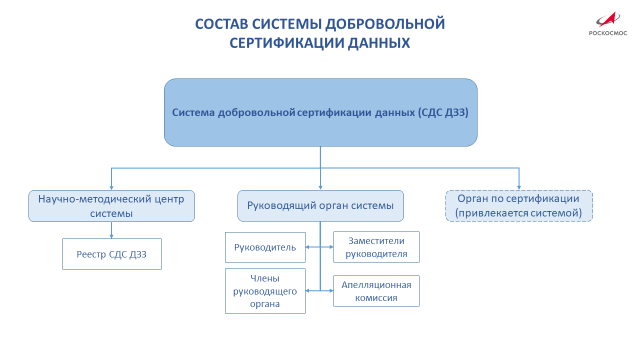 СОСТАВ СИСТЕМЫ ДОБРОВОЛЬНОЙ
СЕРТИФИКАЦИИ ДАННЫХ
РОСКОСМОС
Система добровольной сертификации данных (СДС ДЗЗ)
Научно-методический центр
системы
Руководящий орган системы
Орган по сертификации
(привлекается системой)
Реестр СДС ДЗЗ
Руководитель
Заместители
руководителя
Члены
руководящего
органа
Апелляционная
комиссия